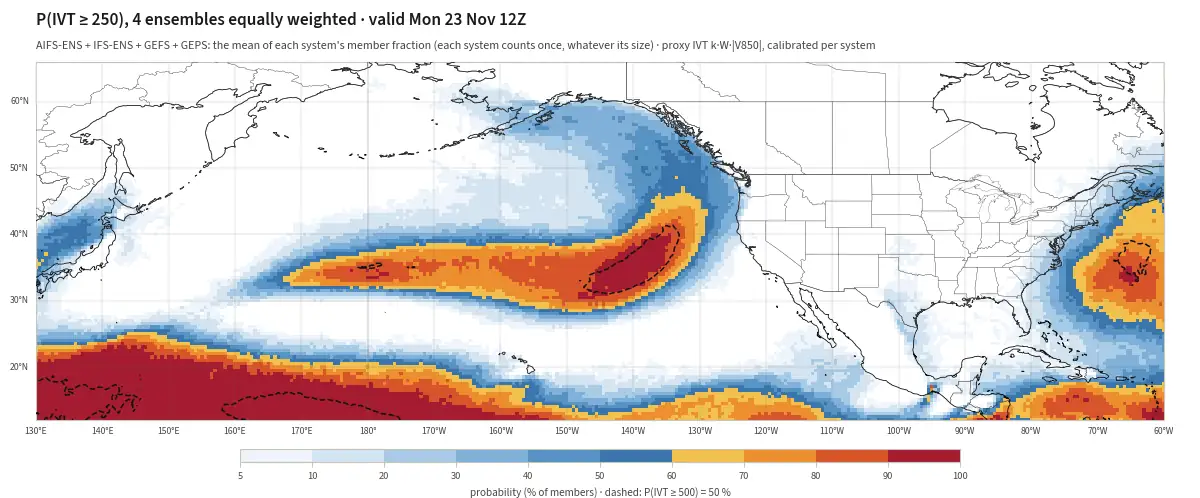 P(IVT ≥ 250), 4 ensembles equally weighted · valid Mon 23 Nov 12Z
AIFS-ENS + IFS-ENS + GEFS + GEPS: the mean of each system's member fraction (each system counts once, whatever its size) · proxy IVT k·W·|V850|, calibrated per system
60°N
50°N
40°N
30°N
20°N
130°E 140°E 150°E 160°E 170°E 180° 170°W 160°W 150°W 140°W 130°W 120°W 110°W 100°W 90°W 80°W 70°W 60°W
5 10 20 30 40 50 60 70 80 90 100
probability (% of members) · dashed: P(IVT ≥ 500) = 50 %